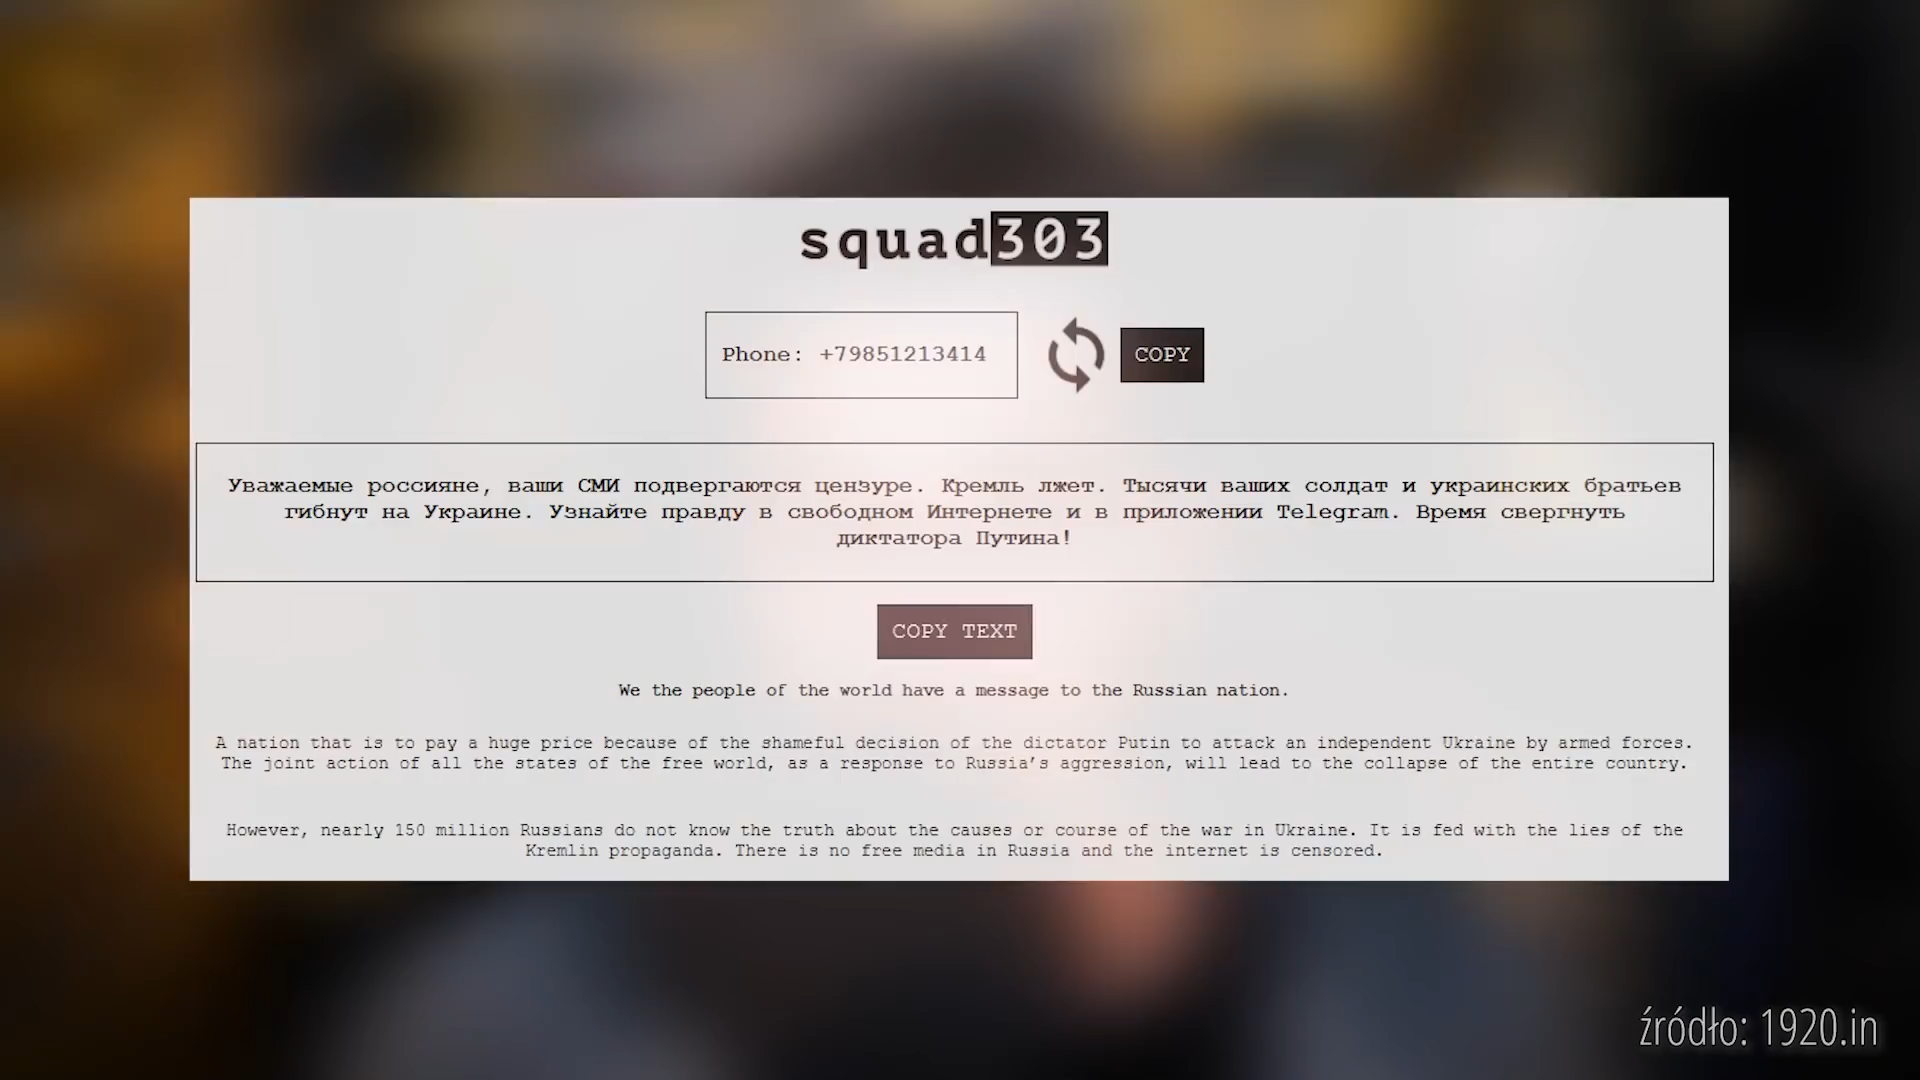 squad303
Phone: +79851213414
COPY
Уважаемые россияне, ваши СМИ подвергаются цензуре. Кремль лжет. Тысячи ваших солдат и украинских братьев
гибнут на Украине. Узнайте правду в свободном Интернете и в приложении Telegram. Время свергнуть
диктатора Путина!
COPY TEXT
We the people of the world have a message to the Russian nation.
A nation that is to pay a huge price because of the shameful decision of the dictator Putin to attack an independent Ukraine by armed forces.
The joint action of all the states of the free world, as a response to Russia's aggression, will lead to the collapse of the entire country.
However, nearly 150 million Russians do not know the truth about the causes or course of the war in Ukraine. It is fed with the lies of the
Kremlin propaganda. There is no free media in Russia and the internet is censored.
źródło: 1920.in